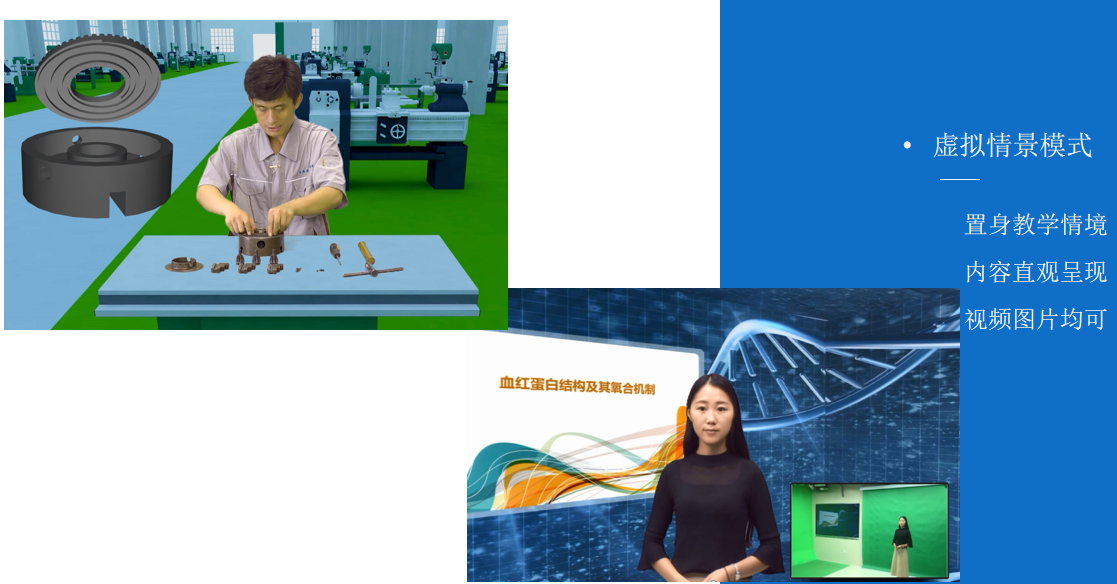 虚拟情景模式
置身教学情境
内容直观呈现
视频图片均可
血红蛋白结构及其氧合机制